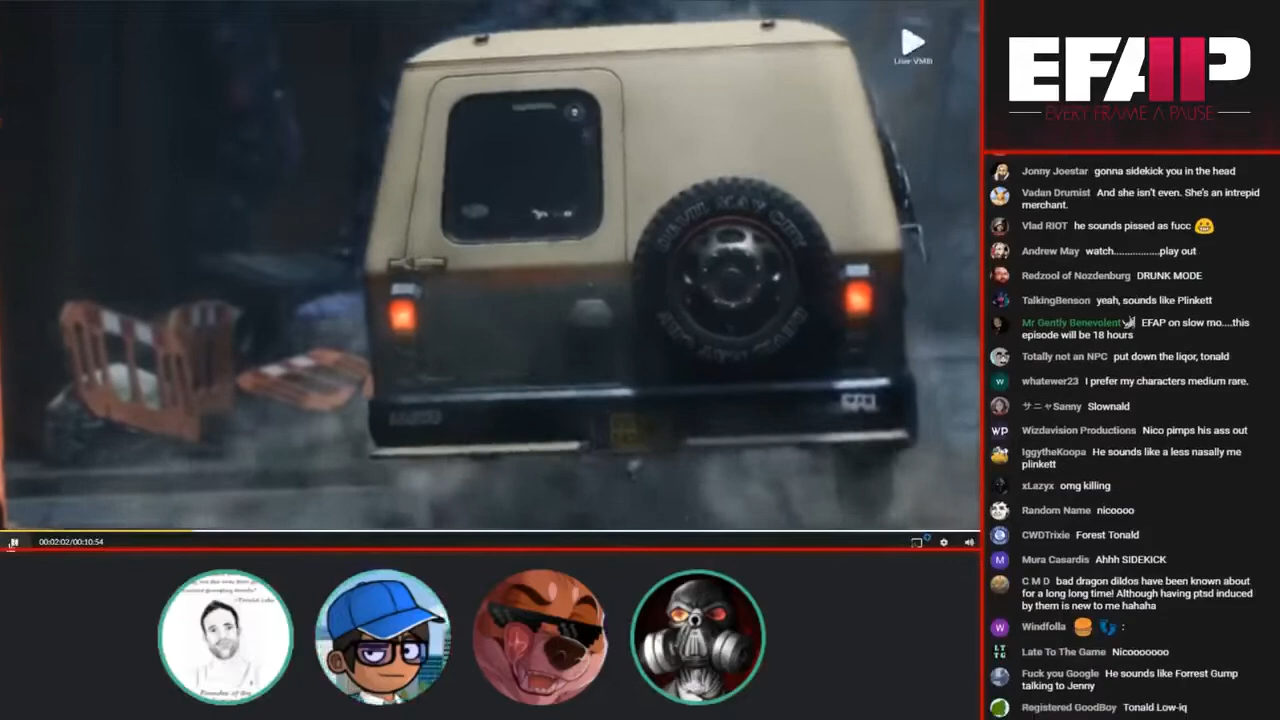 EFAP
EVERY FRAME A PAUSE
Jonny Joestar gonna sidekick you in the head
Vadan Drumist And she isn't even. She's an intrepid
merchant.
Vlad RIOT he sounds pissed as fucc
Andrew May watch.................play out
Redzool of Nozdenburg DRUNK MODE
TalkingBenson yeah, sounds like Plinkett
Mr Gently Benevolent EFAP on slow mo....this
episode will be 18 hours
Totally not an NPC put down the liqor, tonald
whatewer23 I prefer my characters medium rare.
サニャSanny Slownald
Wizdavision Productions Nico pimps his ass out
IggytheKoopa He sounds like a less nasally me
plinkett
xLazyx omg killing
Random Name nicoooo
CWDTrixie Forest Tonald
Mura Casardis Ahhh SIDEKICK
C M D bad dragon dildos have been known about
for a long long time! Although having ptsd induced
by them is new to me hahaha
Windfolla :
Late To The Game Nicooooooo
Fuck you Google He sounds like Forrest Gump
talking to Jenny
Registered GoodBoy Tonald Low-iq
00:02:02/00:10:54